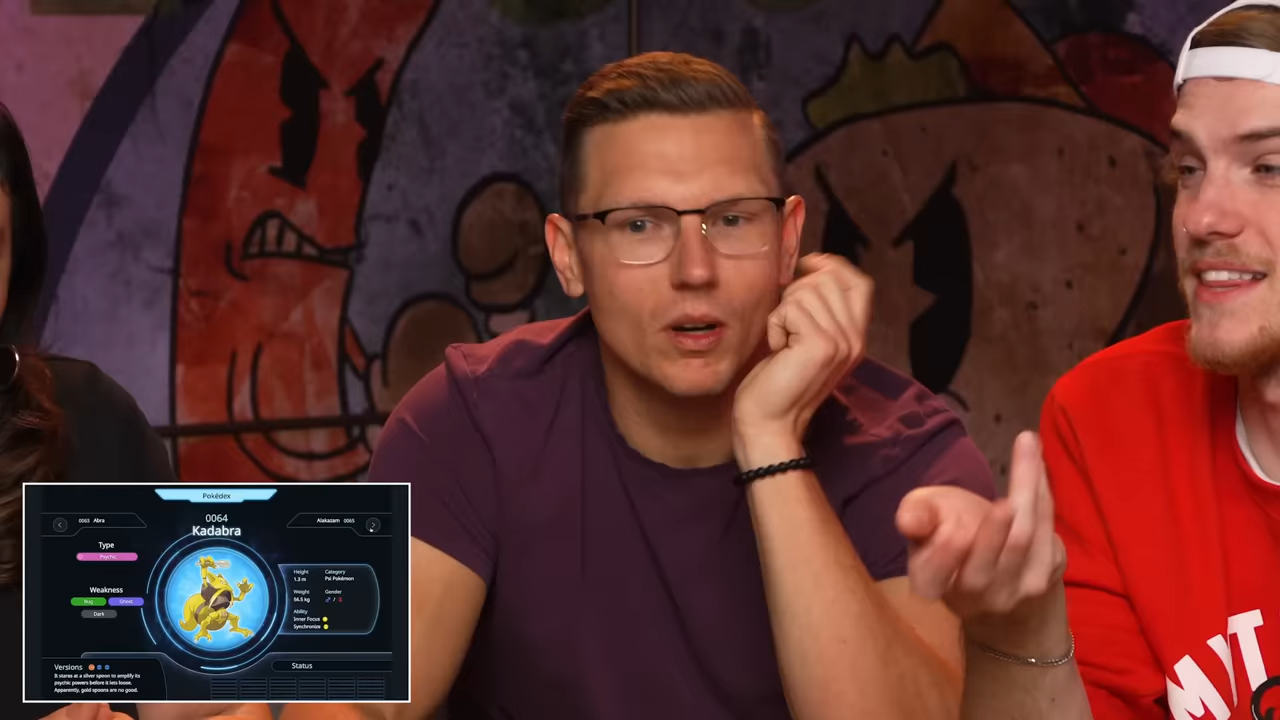 Pokédex
0063 Abra
0064
Kadabra
Alakazam 0065
Type
Psychic
Weakness
Bug
Ghost
Dark
Height
1.3 m
Category
Psi Pokémon
Weight
56.5 kg
Gender
♂ / ♀
Ability
Inner Focus
Synchronize
Versions
It stares at a silver spoon to amplify its
psychic powers before it lets loose.
Apparently, gold spoons are no good.
Status